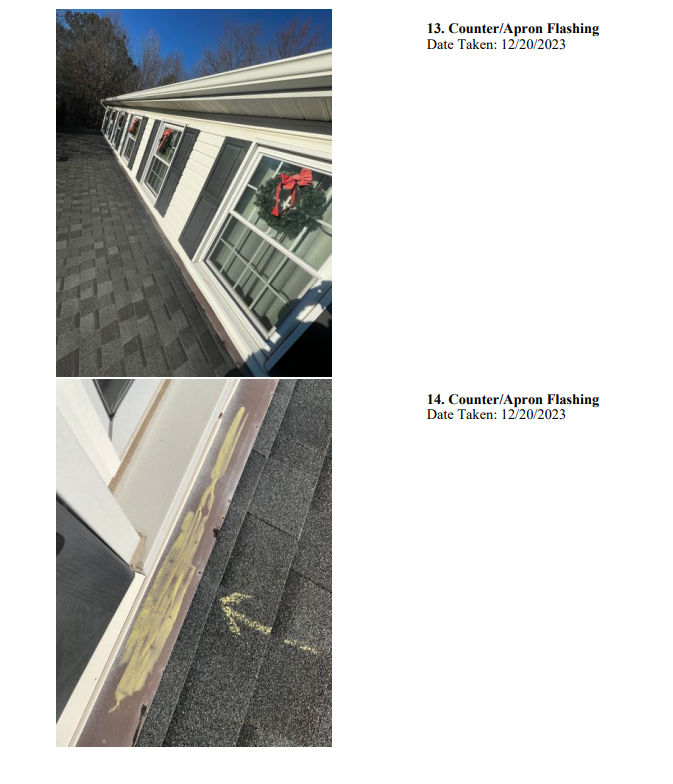 13. Counter/Apron Flashing
Date Taken: 12/20/2023
14. Counter/Apron Flashing
Date Taken: 12/20/2023